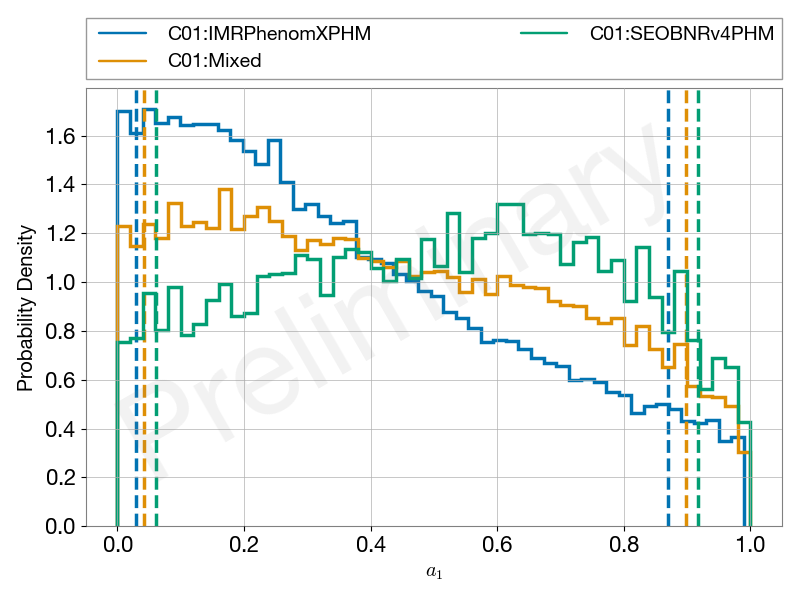 C01:IMRPhenomXPHM
C01:SEOBNRv4PHM
C01:Mixed
Preliminary
Probability Density
1.6
1.4
1.2
1.0
0.8
0.6
0.4
0.2
0.0
0.0 0.2 0.4 0.6 0.8 1.0
a₁